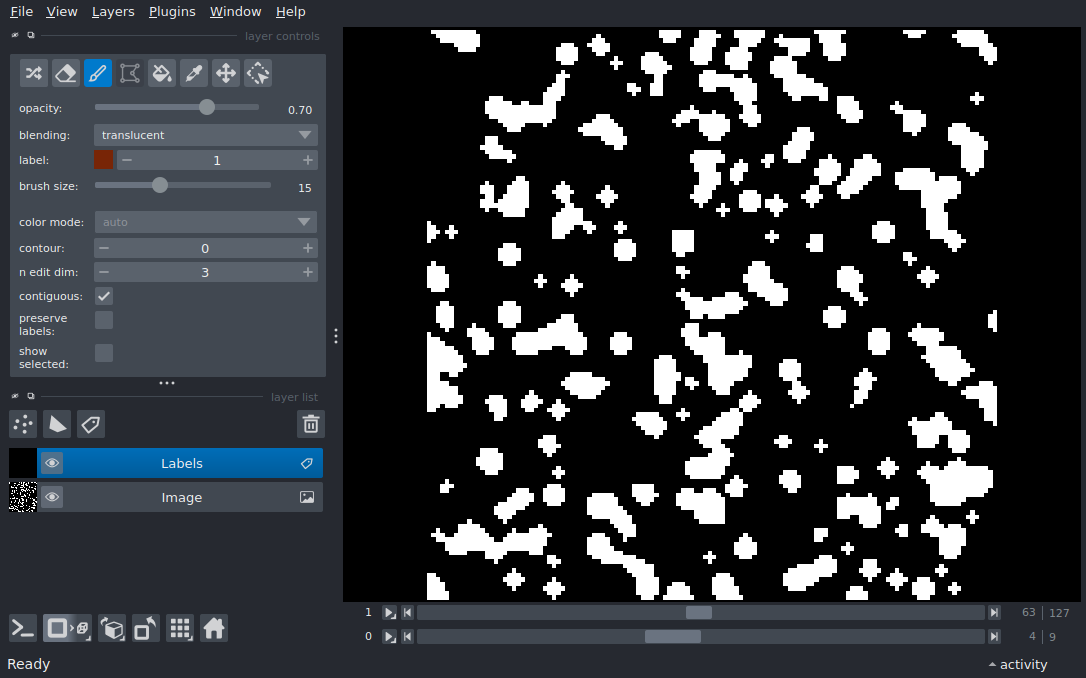 File View Layers Plugins Window Help
layer controls
opacity: 0.70
blending: translucent
label: 1
brush size: 15
color mode: auto
contour: 0
n edit dim: 3
contiguous:
preserve
labels:
show
selected:
layer list
Labels
Image
1 63 127
0 4 9
Ready activity